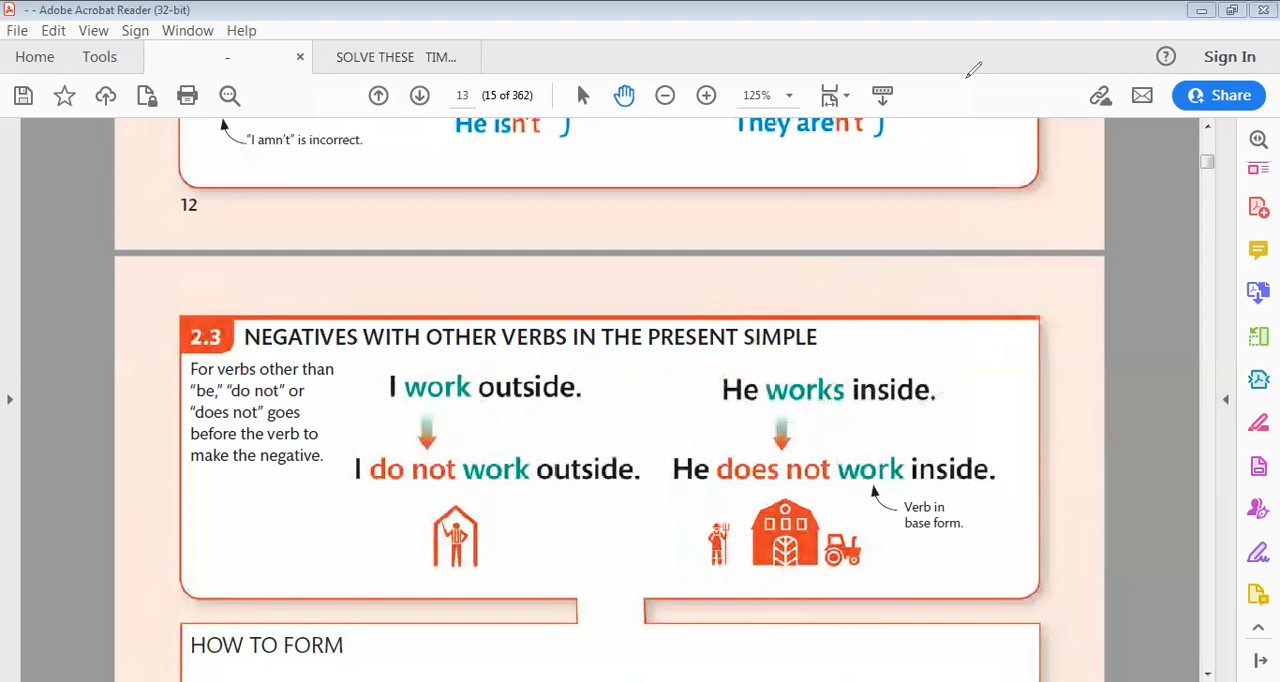 - - Adobe Acrobat Reader (32-bit)
File Edit View Sign Window Help
Home Tools - × SOLVE THESE TIM... ? Sign In
13 (15 of 362) 125% Share
He isn't They aren't
"I amn't" is incorrect.
12
2.3 NEGATIVES WITH OTHER VERBS IN THE PRESENT SIMPLE
For verbs other than
"be," "do not" or
"does not" goes
before the verb to
make the negative.
I work outside. He works inside.
I do not work outside. He does not work inside.
Verb in
base form.
HOW TO FORM